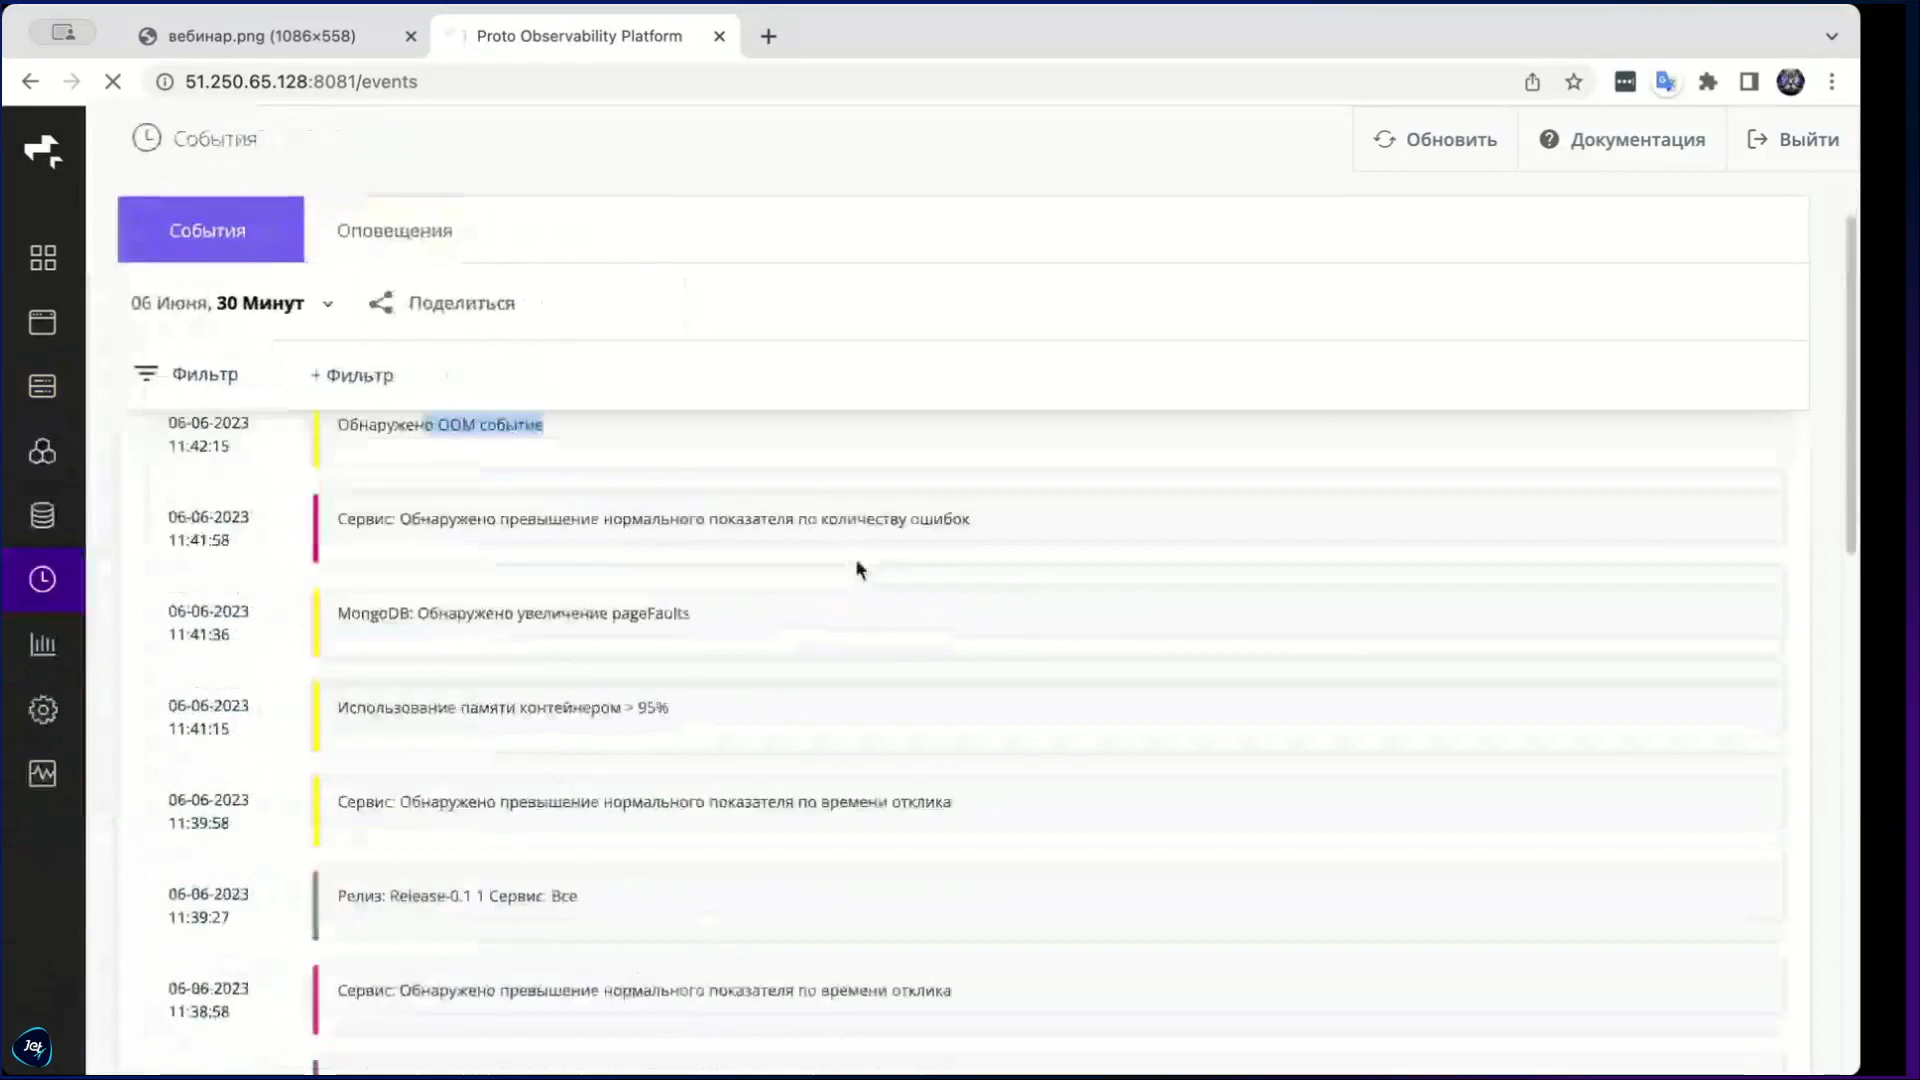 вебинар.png (1086×558)
Proto Observability Platform
51.250.65.128:8081/events
События
Обновить
Документация
Выйти
События
Оповещения
06 Июня, 30 Минут
Поделиться
Фильтр
+ Фильтр
06-06-2023
11:42:15
Обнаружено OOM событие
06-06-2023
11:41:58
Сервис: Обнаружено превышение нормального показателя по количеству ошибок
06-06-2023
11:41:36
MongoDB: Обнаружено увеличение pageFaults
06-06-2023
11:41:15
Использование памяти контейнером > 95%
06-06-2023
11:39:58
Сервис: Обнаружено превышение нормального показателя по времени отклика
06-06-2023
11:39:27
Релиз: Release-0.1 1 Сервис: Все
06-06-2023
11:38:58
Сервис: Обнаружено превышение нормального показателя по времени отклика
Jet